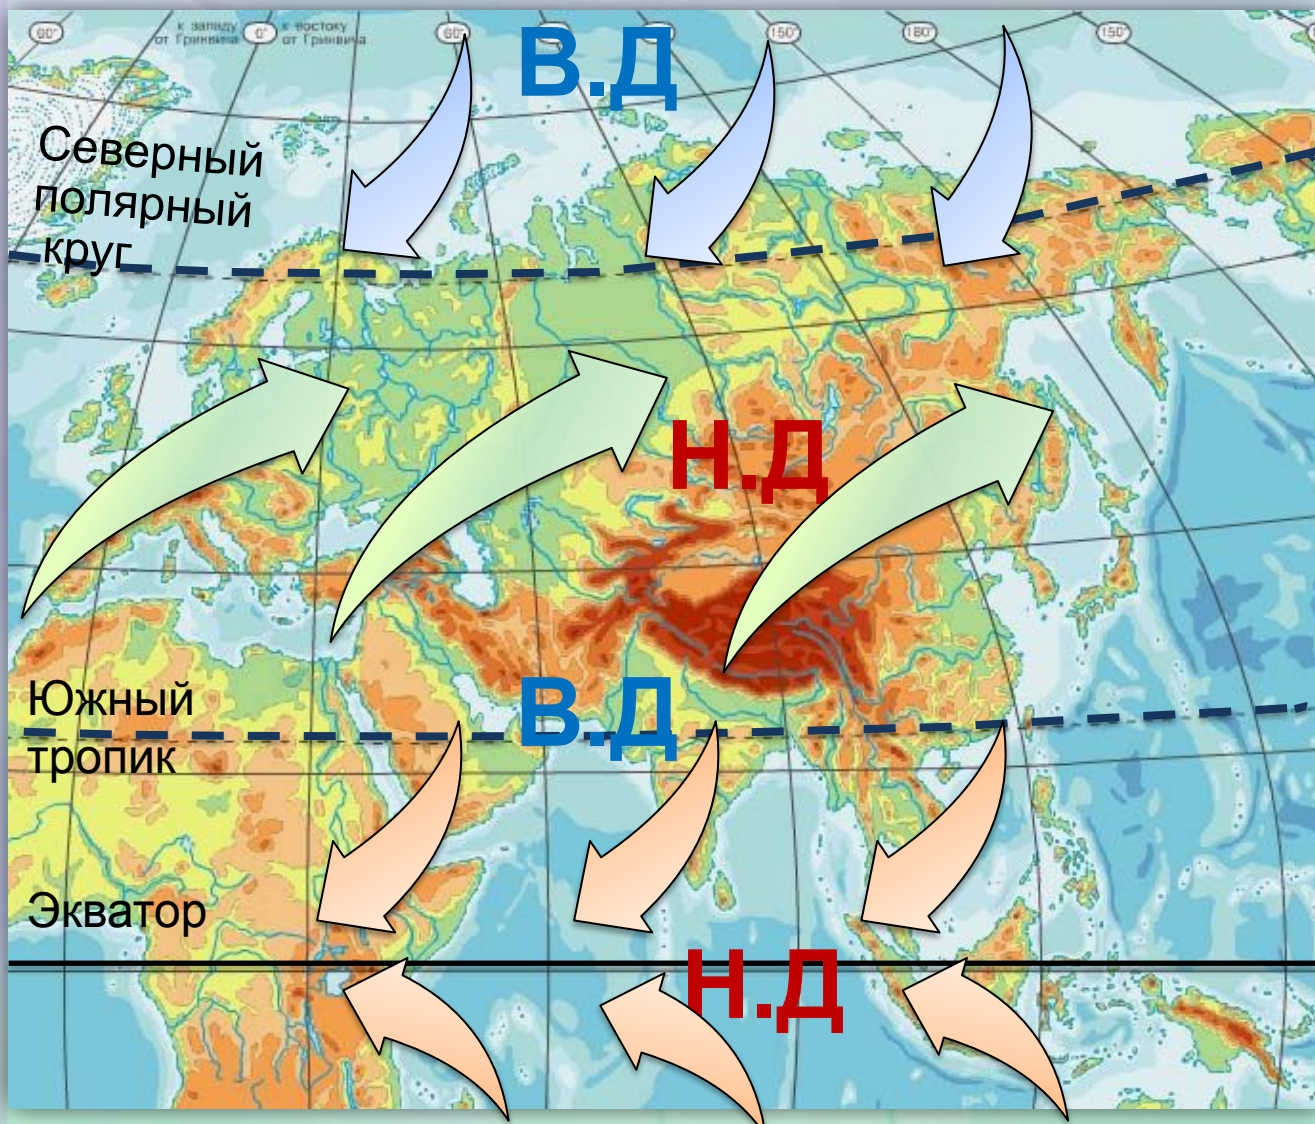 60°
к западу
от Гринвича
0°
к востоку
от Гринвича
60°
В.Д
150°
180°
150°
Северный
полярный
круг
Н.Д
Южный
тропик
В.Д
Экватор
Н.Д